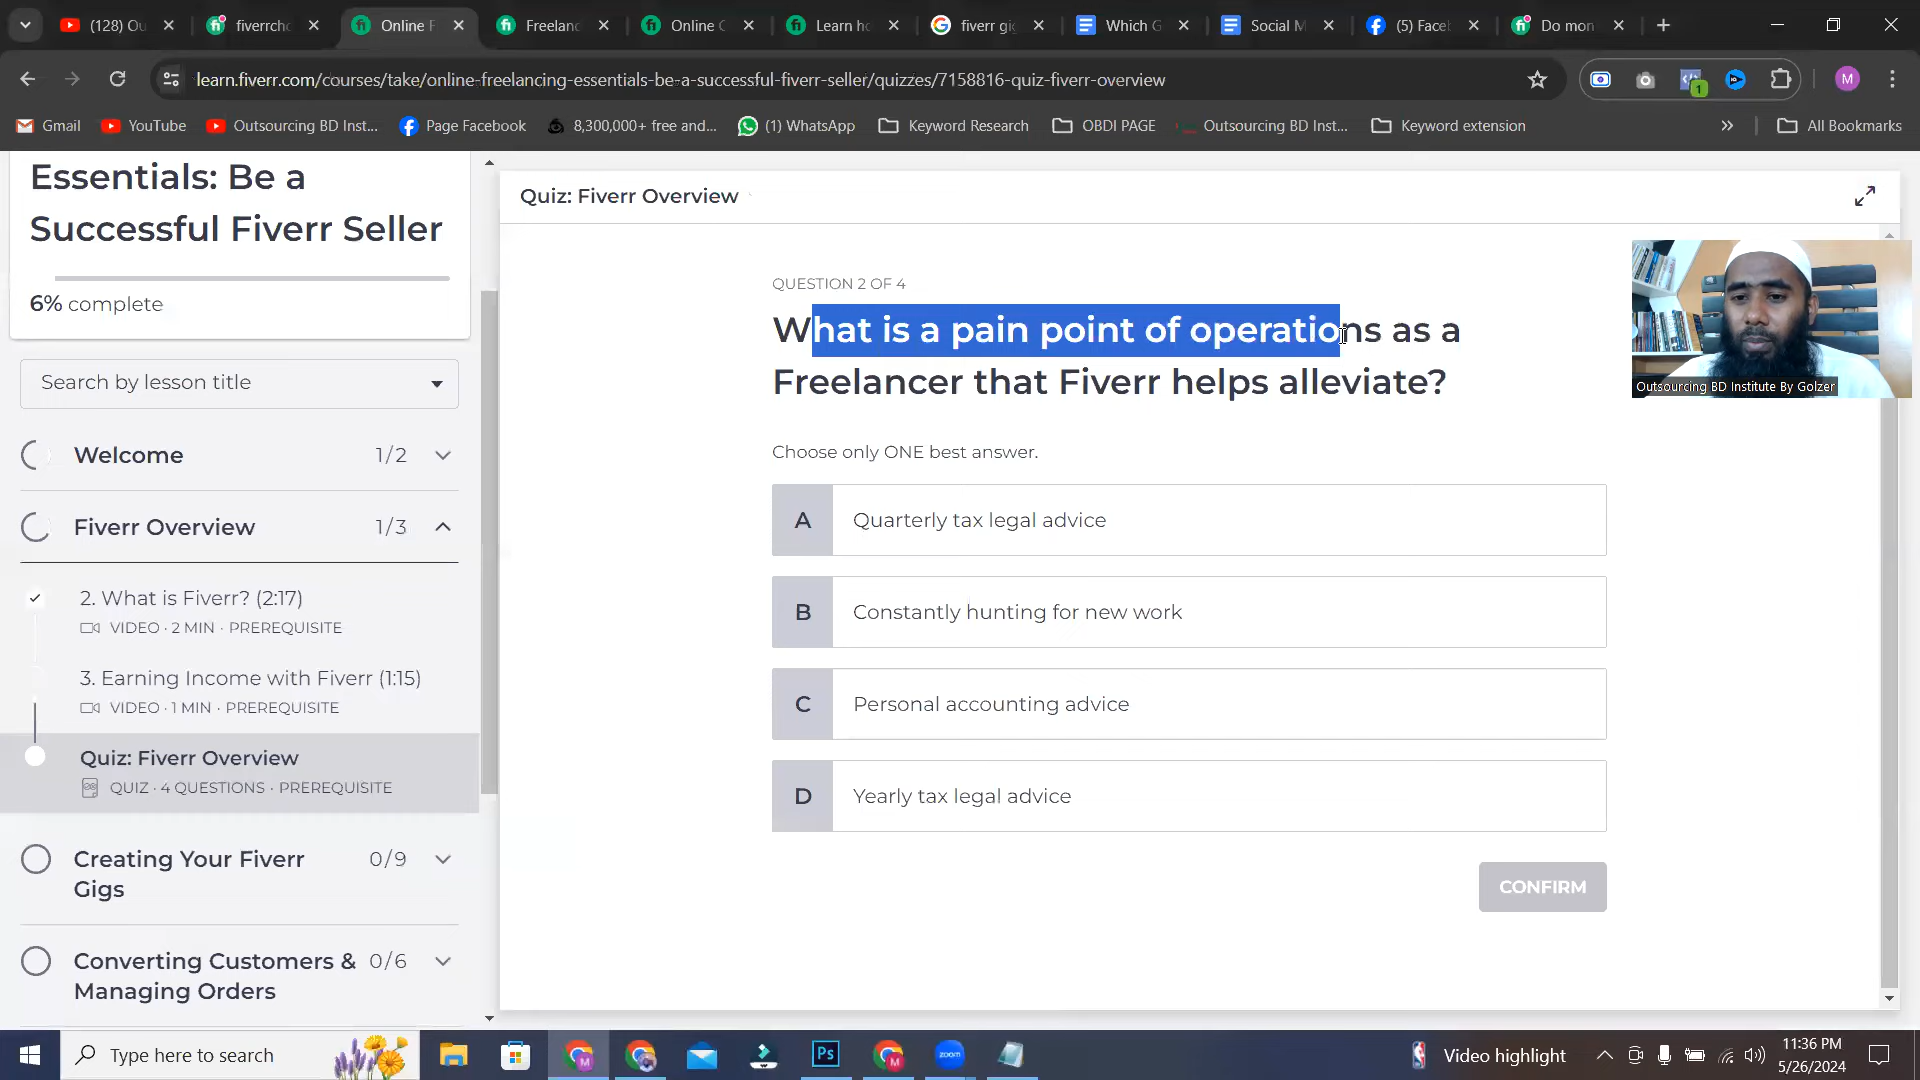 (128) Ou
fiverrcho
Online F
Freelanc
Online C
Learn ho
fiverr gig
Which G
Social M
(5) Faceb
Do mon
learn.fiverr.com/courses/take/online-freelancing-essentials-be-a-successful-fiverr-seller/quizzes/7158816-quiz-fiverr-overview
M
1
Gmail
YouTube
Outsourcing BD Inst...
Page Facebook
8,300,000+ free and...
(1) WhatsApp
Keyword Research
OBDI PAGE
Outsourcing BD Inst...
Keyword extension
All Bookmarks
Essentials: Be a
Successful Fiverr Seller
6% complete
Search by lesson title
Welcome 1/2
Fiverr Overview 1/3
2. What is Fiverr? (2:17)
VIDEO · 2 MIN · PREREQUISITE
3. Earning Income with Fiverr (1:15)
VIDEO · 1 MIN · PREREQUISITE
Quiz: Fiverr Overview
QUIZ · 4 QUESTIONS · PREREQUISITE
Creating Your Fiverr 0/9
Gigs
Converting Customers & 0/6
Managing Orders
Quiz: Fiverr Overview
QUESTION 2 OF 4
What is a pain point of operations as a
Freelancer that Fiverr helps alleviate?
Choose only ONE best answer.
A Quarterly tax legal advice
B Constantly hunting for new work
C Personal accounting advice
D Yearly tax legal advice
CONFIRM
Outsourcing BD Institute By Golzer
Type here to search
Ps
zoom
Video highlight
11:36 PM
5/26/2024